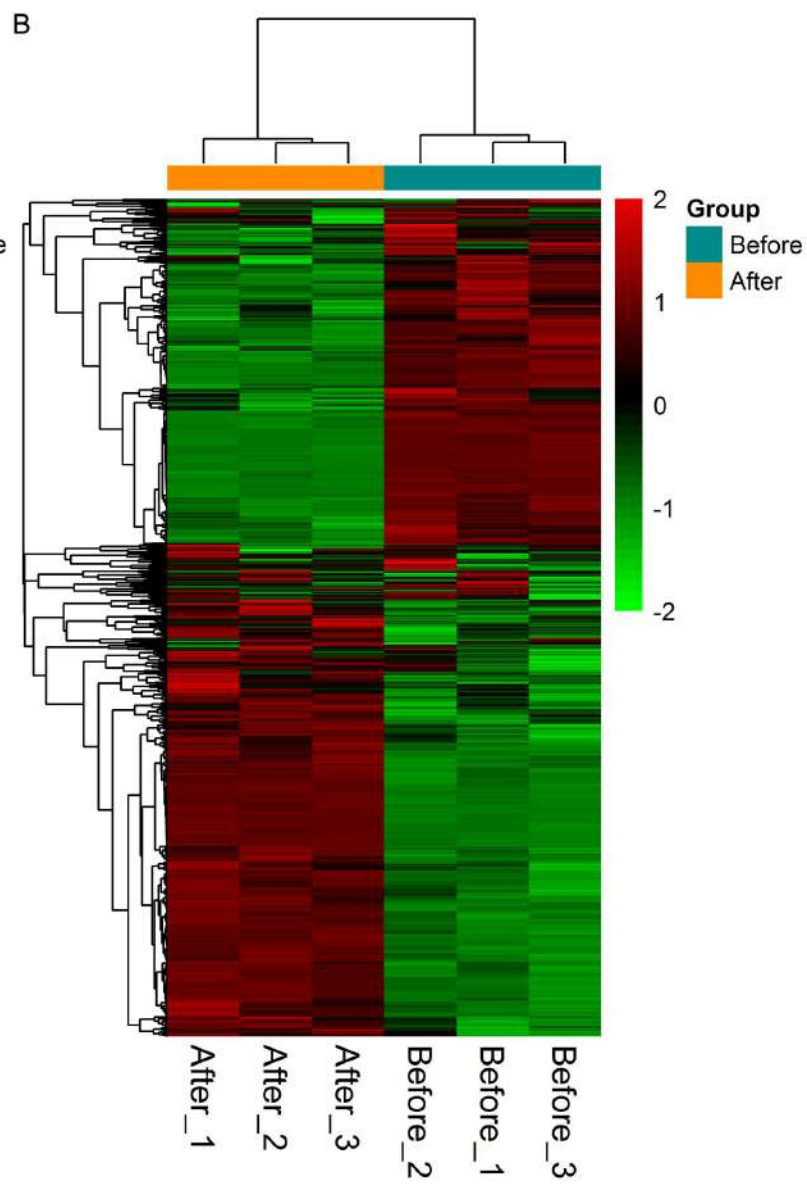 B
e
2
1
0
-1
-2
Group
Before
After
After_1
After_2
After_3
Before_2
Before_1
Before_3